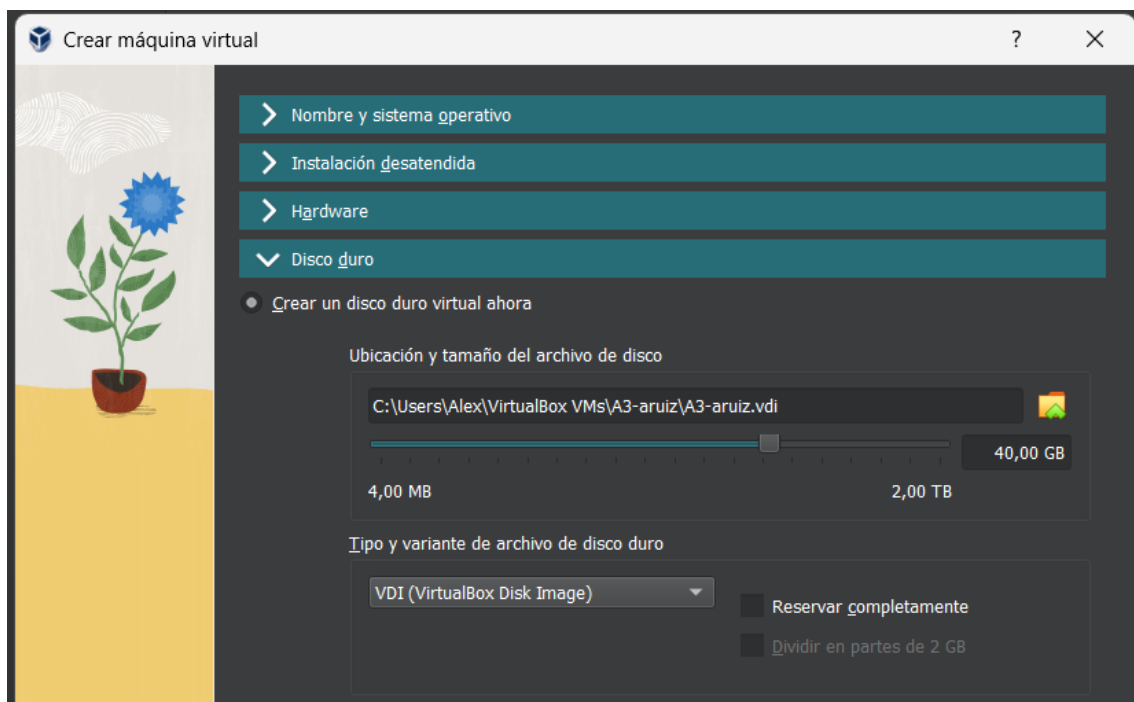 Crear máquina virtual
?
Nombre y sistema operativo
Instalación desatendida
Hardware
Disco duro
Crear un disco duro virtual ahora
Ubicación y tamaño del archivo de disco
C:\Users\Alex\VirtualBox VMs\A3-aruiz\A3-aruiz.vdi
40,00 GB
4,00 MB 2,00 TB
Tipo y variante de archivo de disco duro
VDI (VirtualBox Disk Image)
Reservar completamente
Dividir en partes de 2 GB